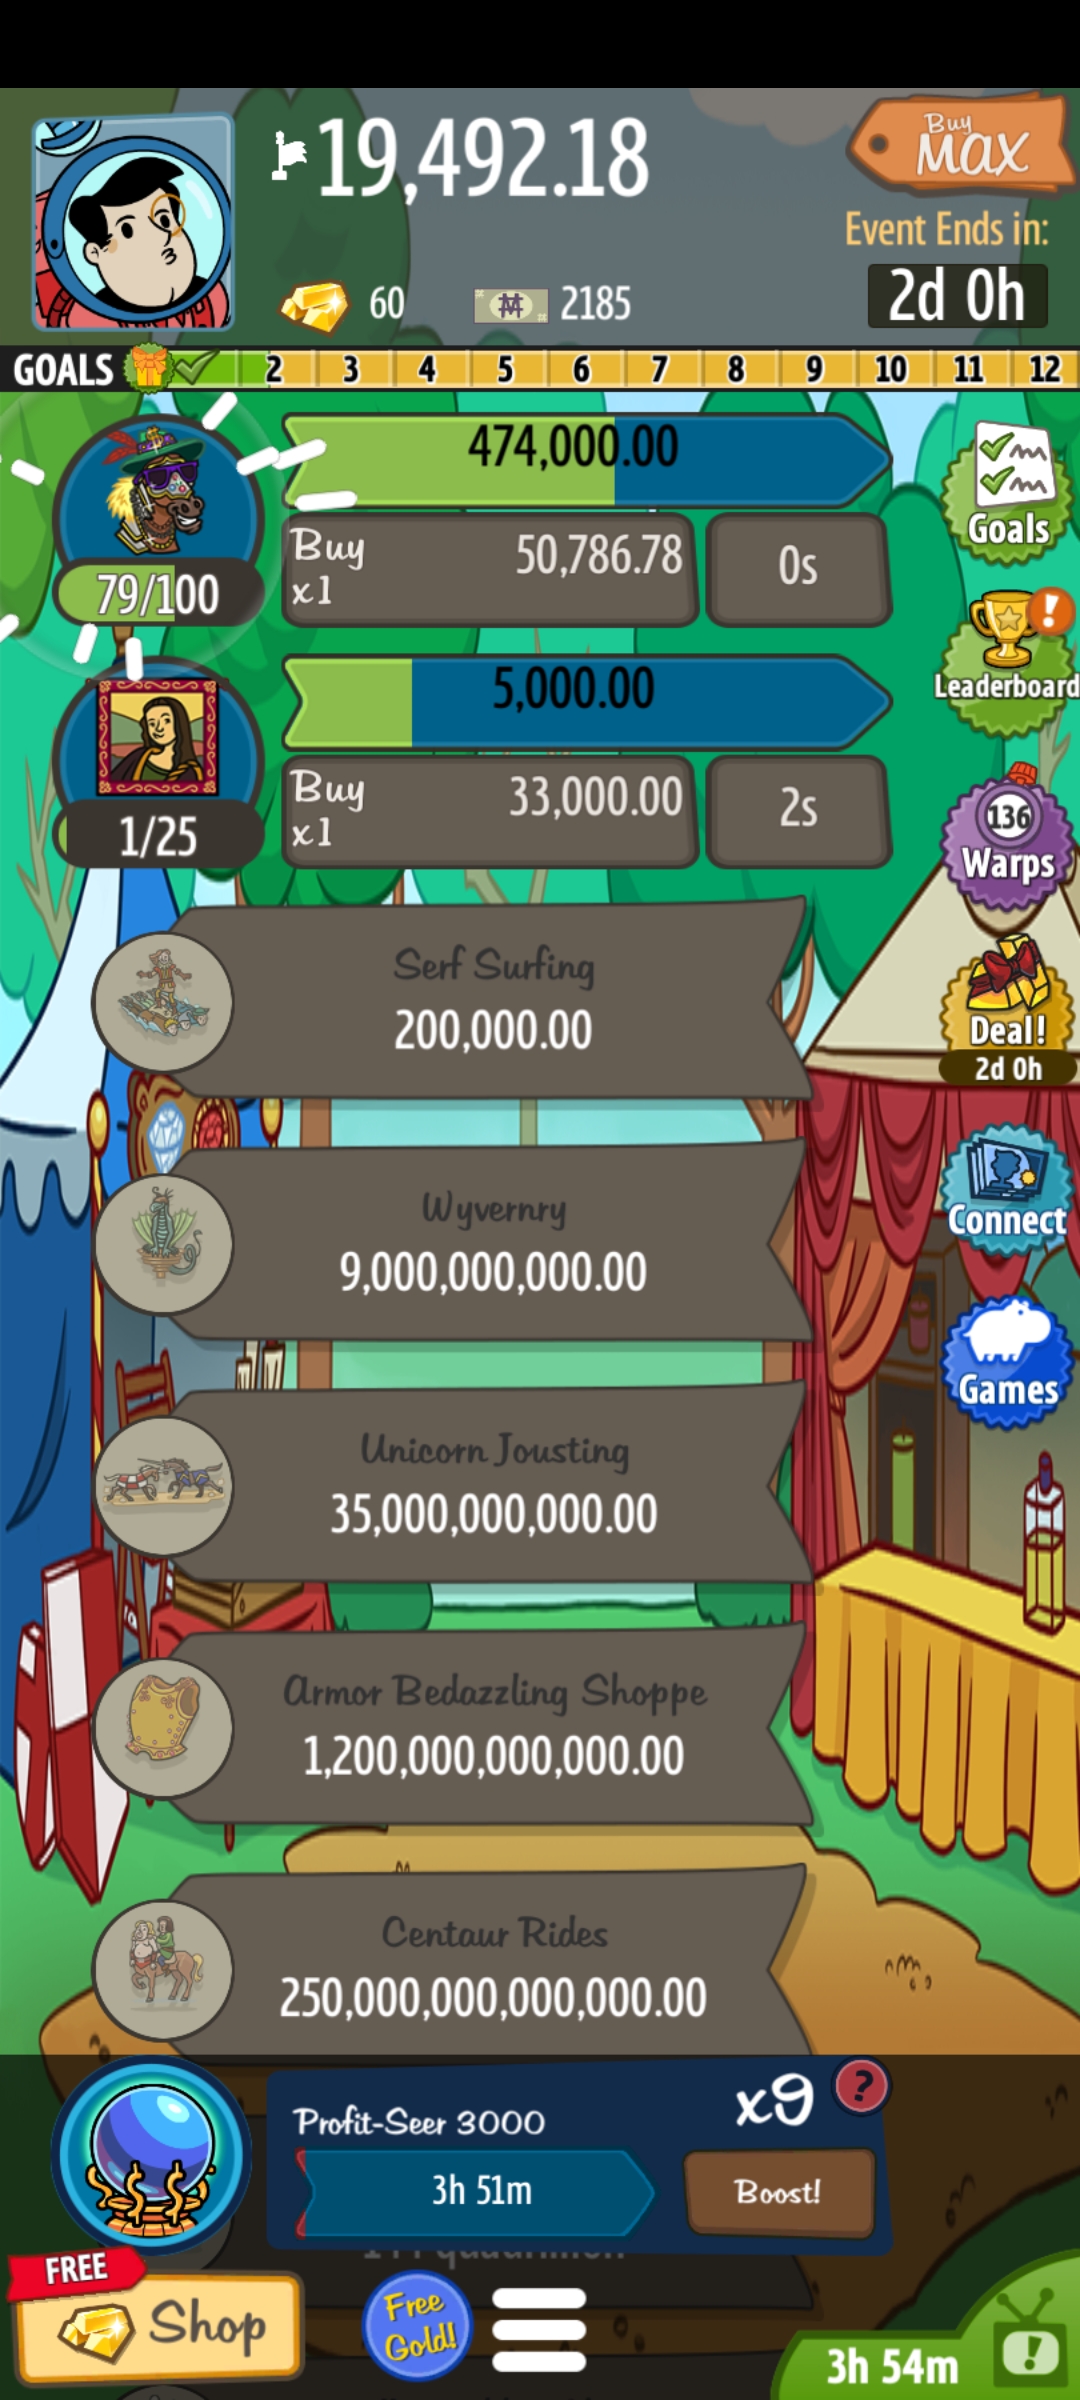 19,492.18
Buy
MAX
Event Ends in:
60
2185
2d 0h
GOALS 2 3 4 5 6 7 8 9 10 11 12
474,000.00
Buy
x1
50,786.78
0s
79/100
Goals
5,000.00
Leaderboard
Buy
x1
33,000.00
2s
1/25
136
Warps
Serf Surfing
200,000.00
Deal!
2d 0h
Wyvernry
9,000,000,000.00
Connect
Unicorn Jousting
35,000,000,000.00
Games
Armor Bedazzling Shoppe
1,200,000,000,000.00
Centaur Rides
250,000,000,000,000.00
Profit-Seer 3000
x9
?
3h 51m
Boost!
FREE
Shop
Free
Gold!
3h 54m